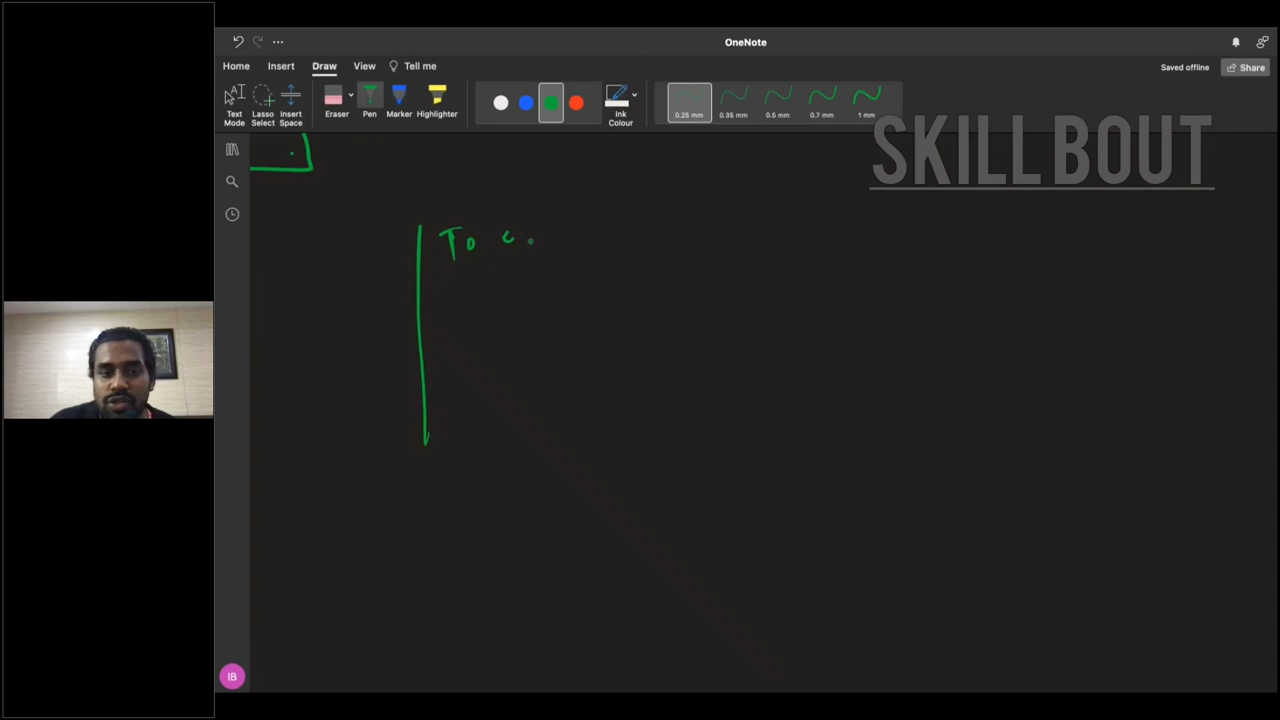 OneNote
Home Insert Draw View Tell me
Saved offline Share
Text Mode
Lasso Select
Insert Space
Eraser
Pen
Marker
Highlighter
Ink Colour
0.25 mm
0.35 mm
0.5 mm
0.7 mm
1 mm
SKILL BOUT
To
IB